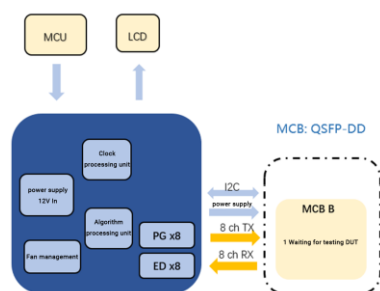 MCU
LCD
MCB: QSFP-DD
Clock
processing unit
power supply
12V In
Algorithm
processing unit
Fan management
PG x8
ED x8
I2C
power supply
8 ch TX
8 ch RX
MCB B
1 Waiting for testing DUT